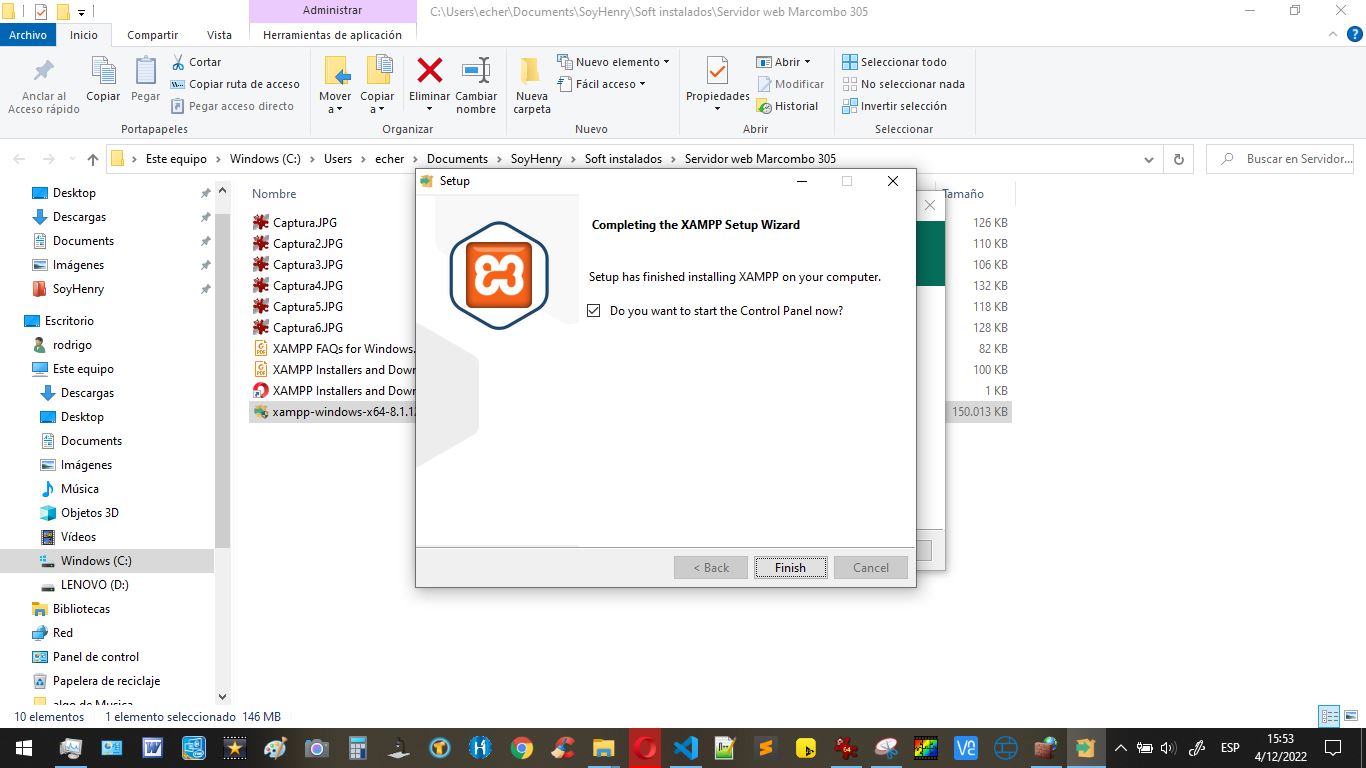 Administrar
C:\Users\echer\Documents\SoyHenry\Soft instalados\Servidor web Marcombo 305
Archivo
Inicio
Compartir
Vista
Herramientas de aplicación
Anclar al
Acceso rápido
Copiar
Pegar
Cortar
Copiar ruta de acceso
Pegar acceso directo
Portapapeles
Mover
a
Copiar
a
Eliminar
Cambiar
nombre
Organizar
Nueva
carpeta
Nuevo elemento
Fácil acceso
Nuevo
Propiedades
Abrir
Modificar
Historial
Abrir
Seleccionar todo
No seleccionar nada
Invertir selección
Seleccionar
Este equipo
Windows (C:)
Users
echer
Documents
SoyHenry
Soft instalados
Servidor web Marcombo 305
Buscar en Servidor...
Desktop
Descargas
Documents
Imágenes
SoyHenry
Escritorio
rodrigo
Este equipo
Descargas
Desktop
Documents
Imágenes
Música
Objetos 3D
Vídeos
Windows (C:)
LENOVO (D:)
Bibliotecas
Red
Panel de control
Papelera de reciclaje
algo de Musica
Nombre
Tamaño
Captura.JPG
126 KB
Captura2.JPG
110 KB
Captura3.JPG
106 KB
Captura4.JPG
132 KB
Captura5.JPG
118 KB
Captura6.JPG
128 KB
XAMPP FAQs for Windows.
82 KB
XAMPP Installers and Dow
100 KB
XAMPP Installers and Dow
1 KB
xampp-windows-x64-8.1.1
150.013 KB
Setup
Completing the XAMPP Setup Wizard
Setup has finished installing XAMPP on your computer.
Do you want to start the Control Panel now?
< Back
Finish
Cancel
10 elementos
1 elemento seleccionado 146 MB
ESP
15:53
4/12/2022